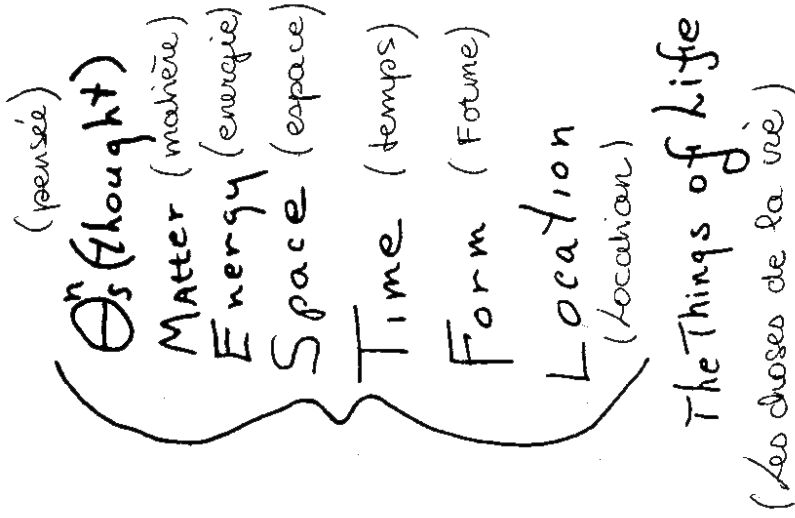 (pensée)
θₛⁿ (thought)
Matter (matière)
Energy (energie)
Space (espace)
Time (temps)
Form (Forme)
Location
(Location)
The Things of Life
(Les choses de la vie)